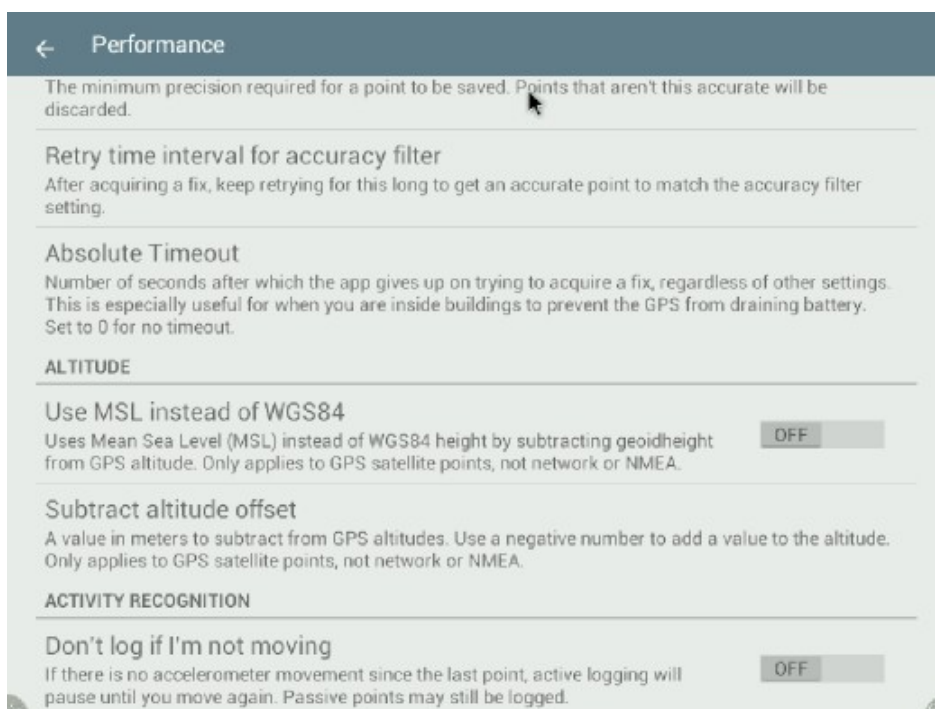 Performance
The minimum precision required for a point to be saved. Points that aren't this accurate will be
discarded.
Retry time interval for accuracy filter
After acquiring a fix, keep retrying for this long to get an accurate point to match the accuracy filter
setting.
Absolute Timeout
Number of seconds after which the app gives up on trying to acquire a fix, regardless of other settings.
This is especially useful for when you are inside buildings to prevent the GPS from draining battery.
Set to 0 for no timeout.
ALTITUDE
Use MSL instead of WGS84
Uses Mean Sea Level (MSL) instead of WGS84 height by subtracting geoidheight
from GPS altitude. Only applies to GPS satellite points, not network or NMEA.
OFF
Subtract altitude offset
A value in meters to subtract from GPS altitudes. Use a negative number to add a value to the altitude.
Only applies to GPS satellite points, not network or NMEA.
ACTIVITY RECOGNITION
Don't log if I'm not moving
If there is no accelerometer movement since the last point, active logging will
pause until you move again. Passive points may still be logged.
OFF